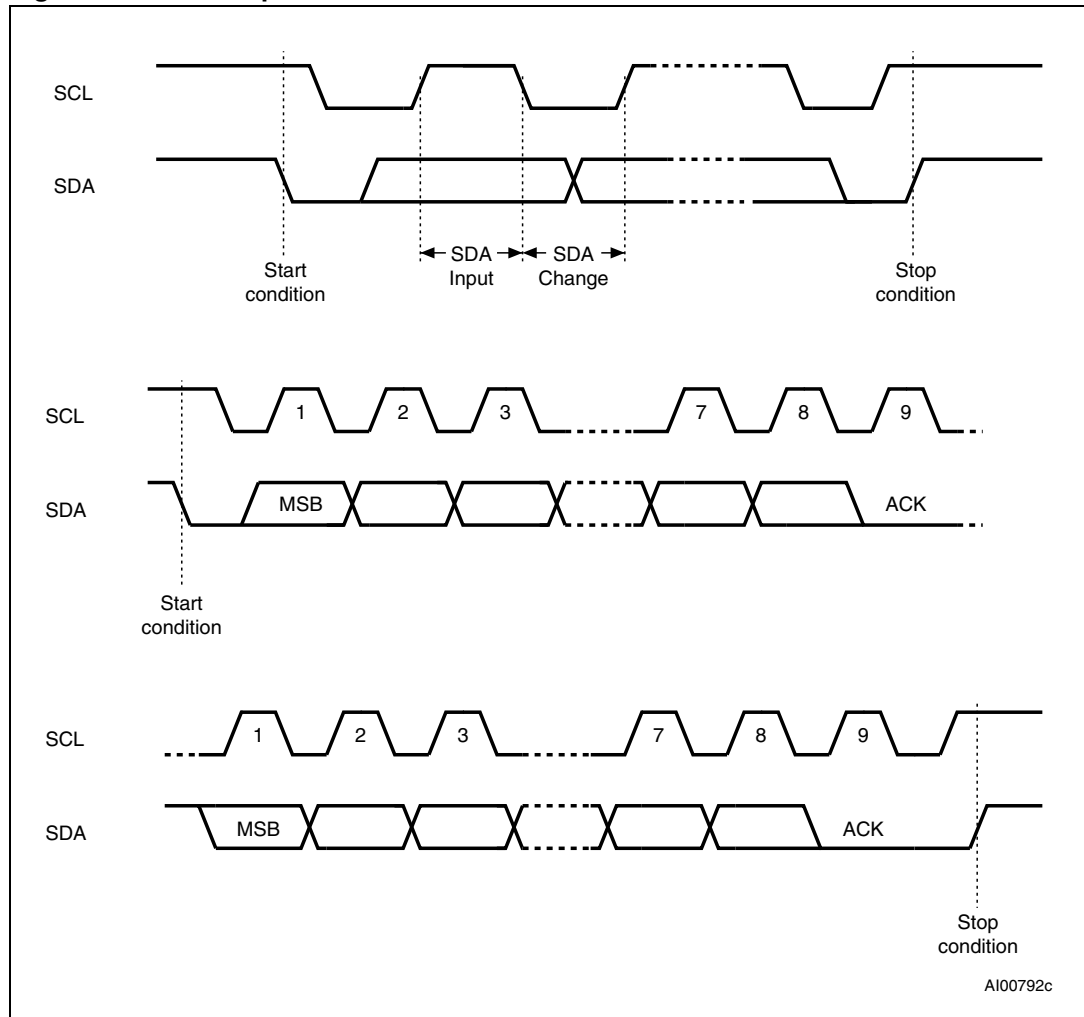 SCL
SDA
SDA
Input
SDA
Change
Start
condition
Stop
condition
SCL
1 2 3 7 8 9
SDA
MSB
ACK
Start
condition
SCL
1 2 3 7 8 9
SDA
MSB
ACK
Stop
condition
AI00792c